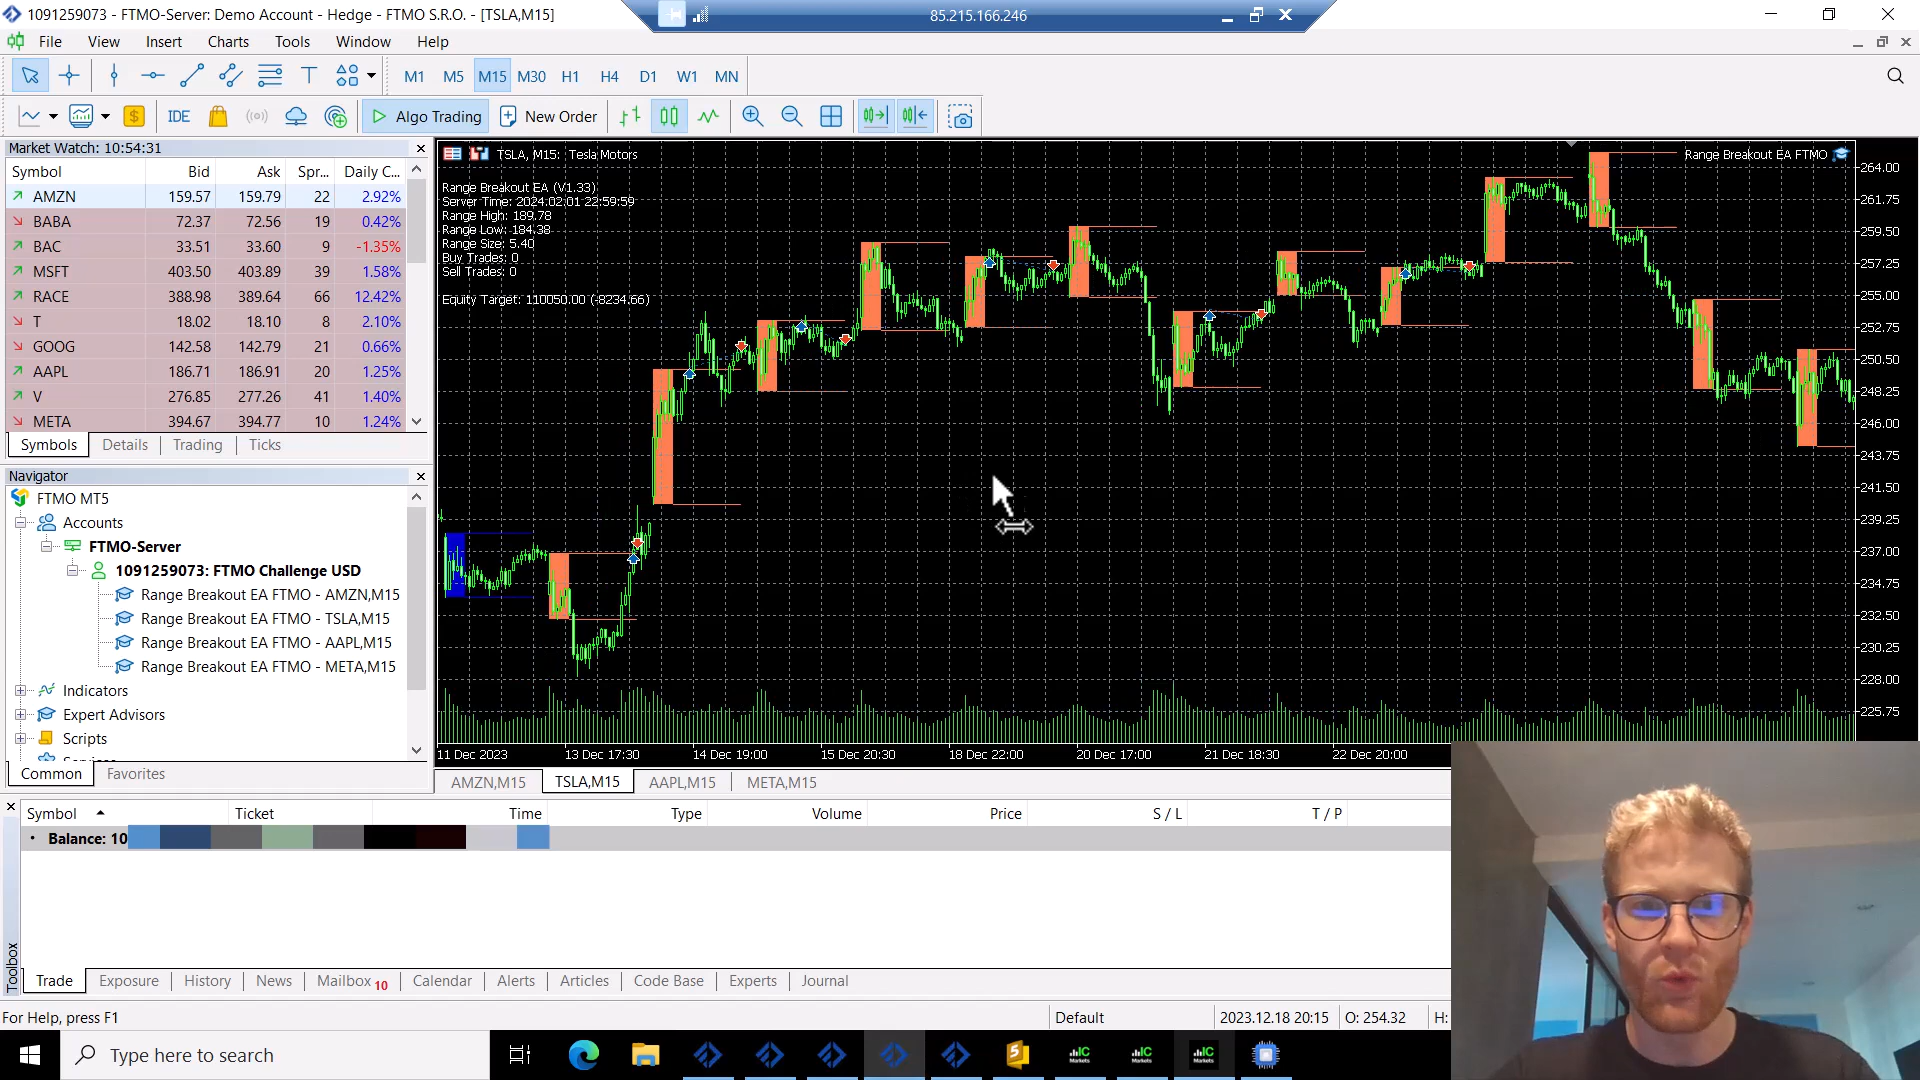 1091259073 - FTMO-Server: Demo Account - Hedge - FTMO S.R.O. - [TSLA,M15]
85.215.166.246
File View Insert Charts Tools Window Help
M1 M5 M15 M30 H1 H4 D1 W1 MN
IDE Algo Trading New Order
Market Watch: 10:54:31
Symbol Bid Ask Spr... Daily C...
AMZN 159.57 159.79 22 2.92%
BABA 72.37 72.56 19 0.42%
BAC 33.51 33.60 9 -1.35%
MSFT 403.50 403.89 39 1.58%
RACE 388.98 389.64 66 12.42%
T 18.02 18.10 8 2.10%
GOOG 142.58 142.79 21 0.66%
AAPL 186.71 186.91 20 1.25%
V 276.85 277.26 41 1.40%
META 394.67 394.77 10 1.24%
Symbols Details Trading Ticks
Navigator
FTMO MT5
Accounts
FTMO-Server
1091259073: FTMO Challenge USD
Range Breakout EA FTMO - AMZN,M15
Range Breakout EA FTMO - TSLA,M15
Range Breakout EA FTMO - AAPL,M15
Range Breakout EA FTMO - META,M15
Indicators
Expert Advisors
Scripts
Common Favorites
TSLA, M15: Tesla Motors
Range Breakout EA FTMO
Range Breakout EA (V1.33)
Server Time: 2024.02.01 22:59:59
Range High: 189.78
Range Low: 184.38
Range Size: 5.40
Buy Trades: 0
Sell Trades: 0
Equity Target: 110050.00 (-8234.66)
264.00
261.75
259.50
257.25
255.00
252.75
250.50
248.25
246.00
243.75
241.50
239.25
237.00
234.75
232.50
230.25
228.00
225.75
11 Dec 2023 13 Dec 17:30 14 Dec 19:00 15 Dec 20:30 18 Dec 22:00 20 Dec 17:00 21 Dec 18:30 22 Dec 20:00
AMZN,M15 TSLA,M15 AAPL,M15 META,M15
Symbol Ticket Time Type Volume Price S / L T / P
Balance: 10
Toolbox
Trade Exposure History News Mailbox 10 Calendar Alerts Articles Code Base Experts Journal
For Help, press F1
Default
2023.12.18 20:15
O: 254.32
H:
Type here to search